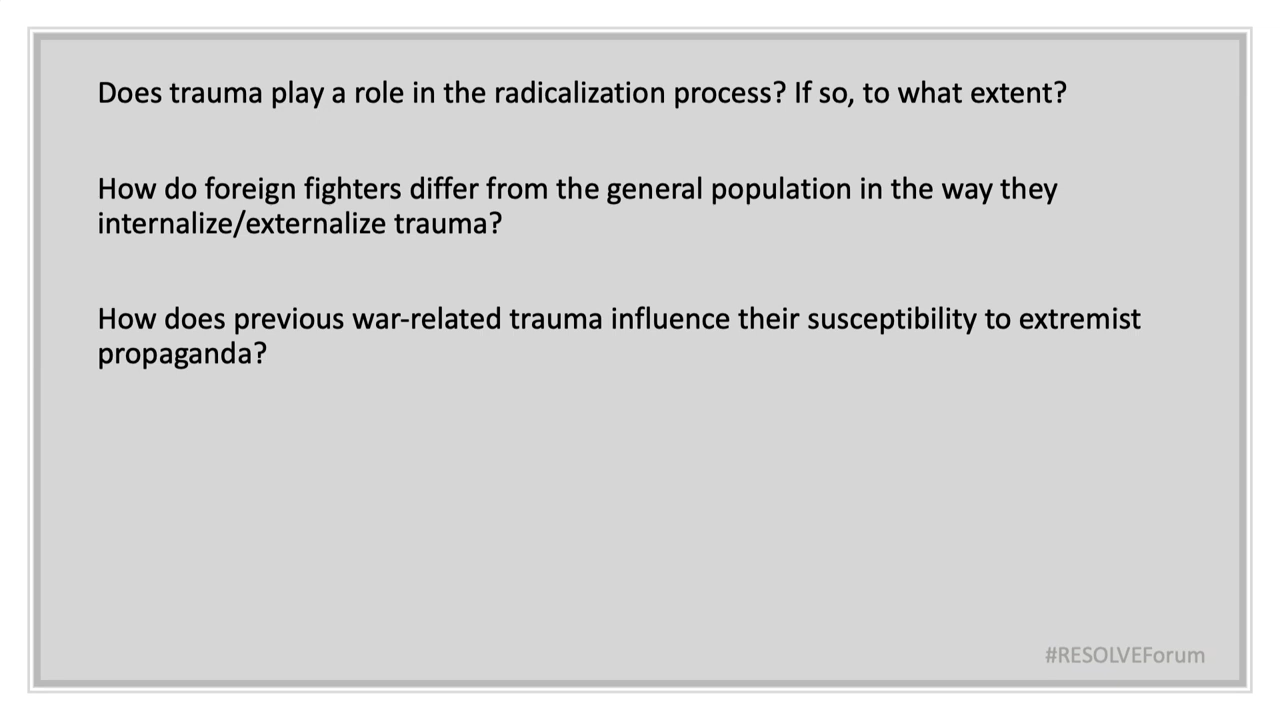 Does trauma play a role in the radicalization process? If so, to what extent?
How do foreign fighters differ from the general population in the way they
internalize/externalize trauma?
How does previous war-related trauma influence their susceptibility to extremist
propaganda?
#RESOLVEForum